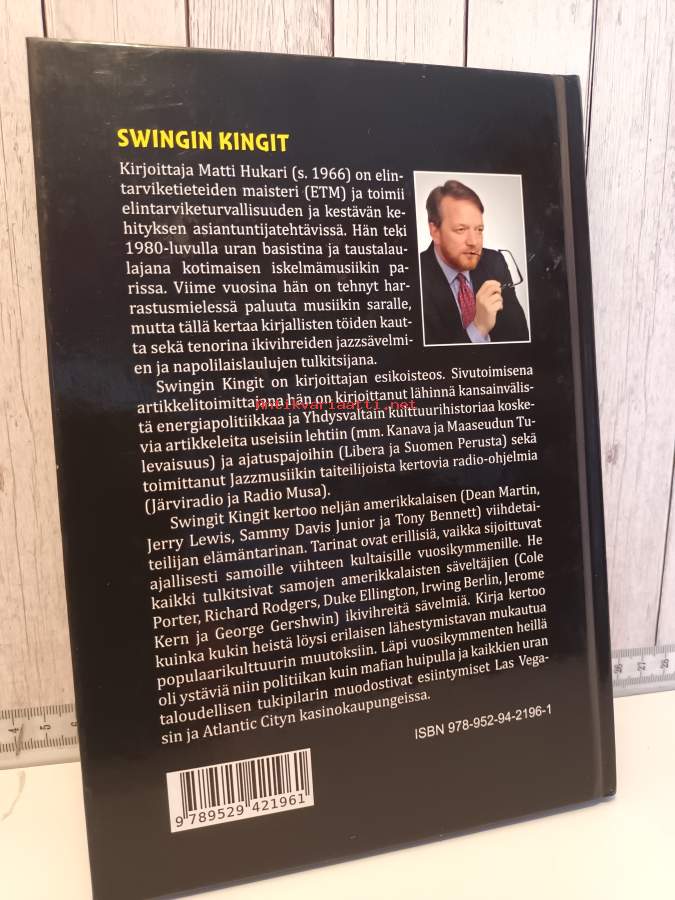 SWINGIN KINGIT
Kirjoittaja Matti Hukari (s. 1966) on elin-
tarviketieteiden maisteri (ETM) ja toimii
elintarviketurvallisuuden ja kestävän ke-
hityksen asiantuntijatehtävissä. Hän teki
1980-luvulla uran basistina ja taustalau-
lajana kotimaisen iskelmämusiikin pa-
rissa. Viime vuosina hän on tehnyt har-
rastusmielessä paluuta musiikin saralle,
mutta tällä kertaa kirjallisten töiden kaut-
ta sekä tenorina ikivihreiden jazzsävelmi-
en ja napolilaislaulujen tulkitsijana.
Swingin Kingit on kirjoittajan esikoisteos. Sivutoimisena
artikkelitoimittajana hän on kirjoittanut lähinnä kansainvälis-
antikvariaatti.net
tä energiapolitiikkaa ja Yhdysvaltain kulttuurihistoriaa koske-
via artikkeleita useisiin lehtiin (mm. Kanava ja Maaseudun Tu-
levaisuus) ja ajatuspajoihin (Libera ja Suomen Perusta) sekä
toimittanut Jazzmusiikin taiteilijoista kertovia radio-ohjelmia
(Järviradio ja Radio Musa).
Swingit Kingit kertoo neljän amerikkalaisen (Dean Martin,
Jerry Lewis, Sammy Davis Junior ja Tony Bennett) viihdetai-
teilijan elämäntarinan. Tarinat ovat erillisiä, vaikka sijoittuvat
ajallisesti samoille viihteen kultaisille vuosikymmenille. He
kaikki tulkitsivat samojen amerikkalaisten säveltäjien (Cole
Porter, Richard Rodgers, Duke Ellington, Irwing Berlin, Jerome
Kern ja George Gershwin) ikivihreitä sävelmiä. Kirja kertoo
kuinka kukin heistä löysi erilaisen lähestymistavan mukautua
populaarikulttuurin muutoksiin. Läpi vuosikymmenten heillä
oli ystäviä niin politiikan kuin mafian huipulla ja kaikkien uran
taloudellisen tukipilarin muodostivat esiintymiset Las Vega-
sin ja Atlantic Cityn kasinokaupungeissa.
ISBN 978-952-94-2196-1
9 789529 421961
4
5
26 27 28